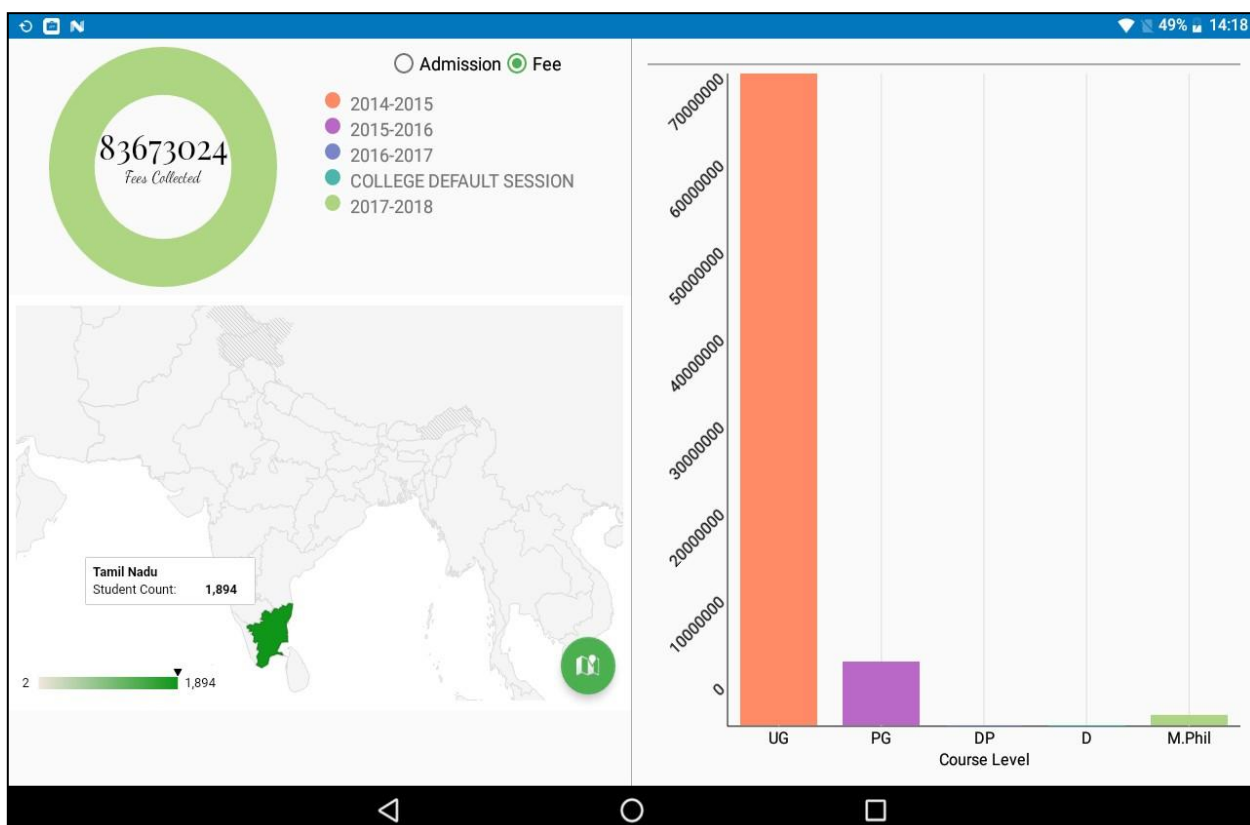 49% 14:18
Admission Fee
83673024
Fees Collected
2014-2015
2015-2016
2016-2017
COLLEGE DEFAULT SESSION
2017-2018
Tamil Nadu
Student Count: 1,894
2 1,894
70000000
60000000
50000000
40000000
30000000
20000000
10000000
0
UG PG DP D M.Phil
Course Level